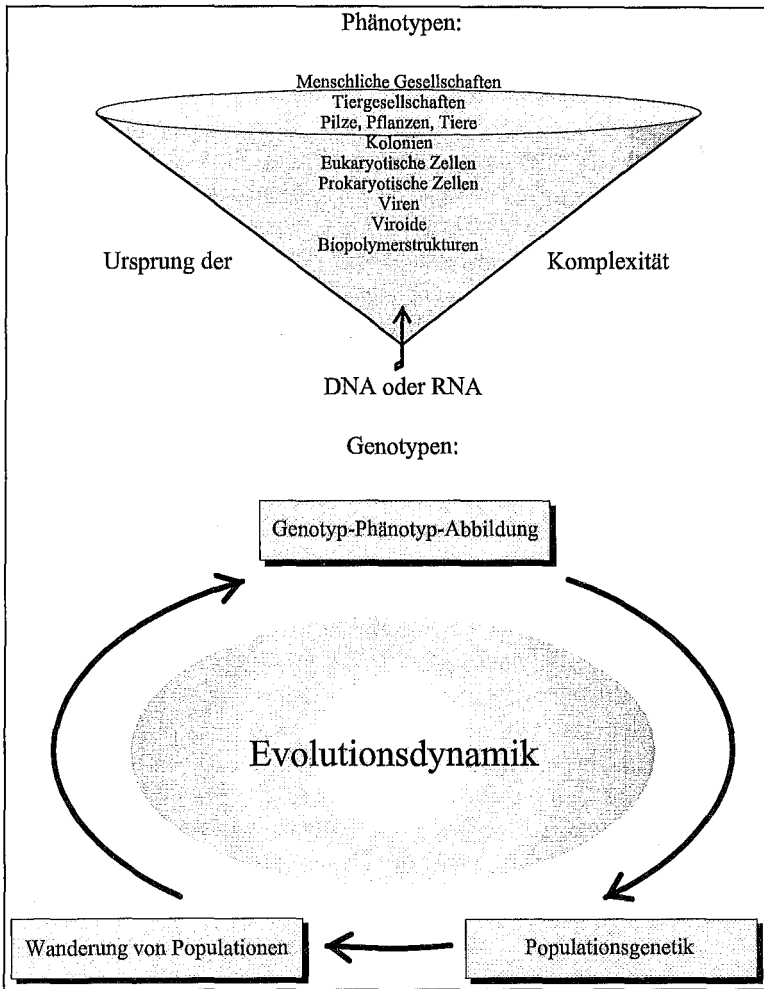 Phänotypen:
Menschliche Gesellschaften
Tiergesellschaften
Pilze, Pflanzen, Tiere
Kolonien
Eukaryotische Zellen
Prokaryotische Zellen
Viren
Viroide
Biopolymerstrukturen
Ursprung der Komplexität
DNA oder RNA
Genotypen:
Genotyp-Phänotyp-Abbildung
Evolutionsdynamik
Wanderung von Populationen
Populationsgenetik